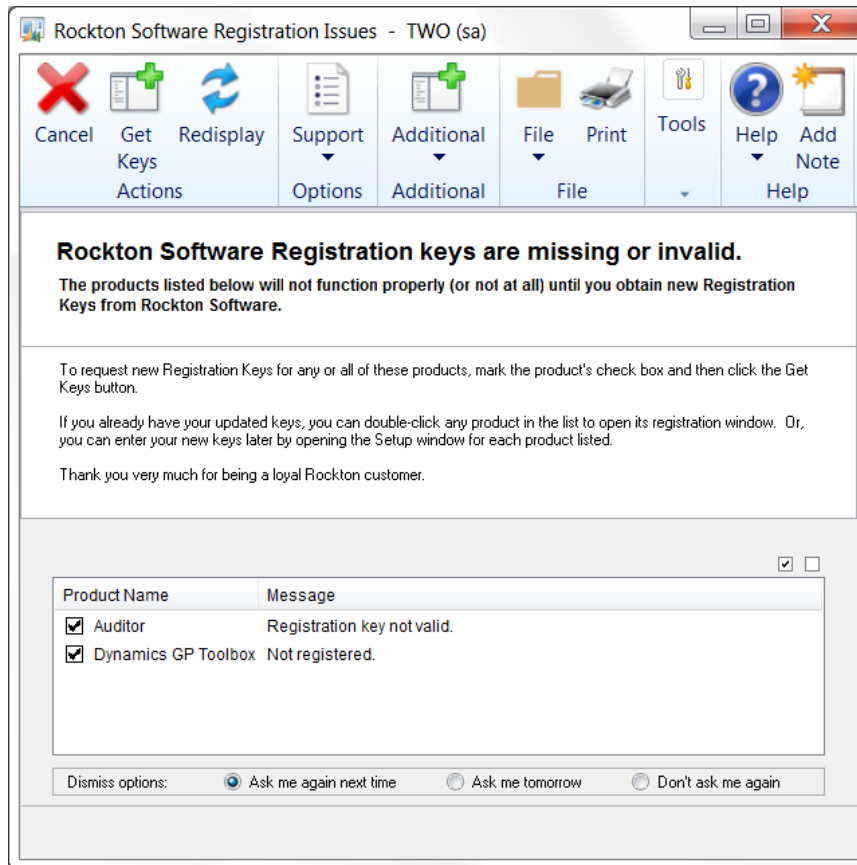 Rockton Software Registration Issues - TWO (sa)
Cancel
Get Keys
Redisplay
Support
Additional
File
Print
Tools
Help
Add Note
Actions
Options
Additional
File
Help
Rockton Software Registration keys are missing or invalid.
The products listed below will not function properly (or not at all) until you obtain new Registration
Keys from Rockton Software.
To request new Registration Keys for any or all of these products, mark the product's check box and then click the Get
Keys button.
If you already have your updated keys, you can double-click any product in the list to open its registration window. Or,
you can enter your new keys later by opening the Setup window for each product listed.
Thank you very much for being a loyal Rockton customer.
Product Name Message
Auditor Registration key not valid.
Dynamics GP Toolbox Not registered.
Dismiss options: Ask me again next time Ask me tomorrow Don't ask me again